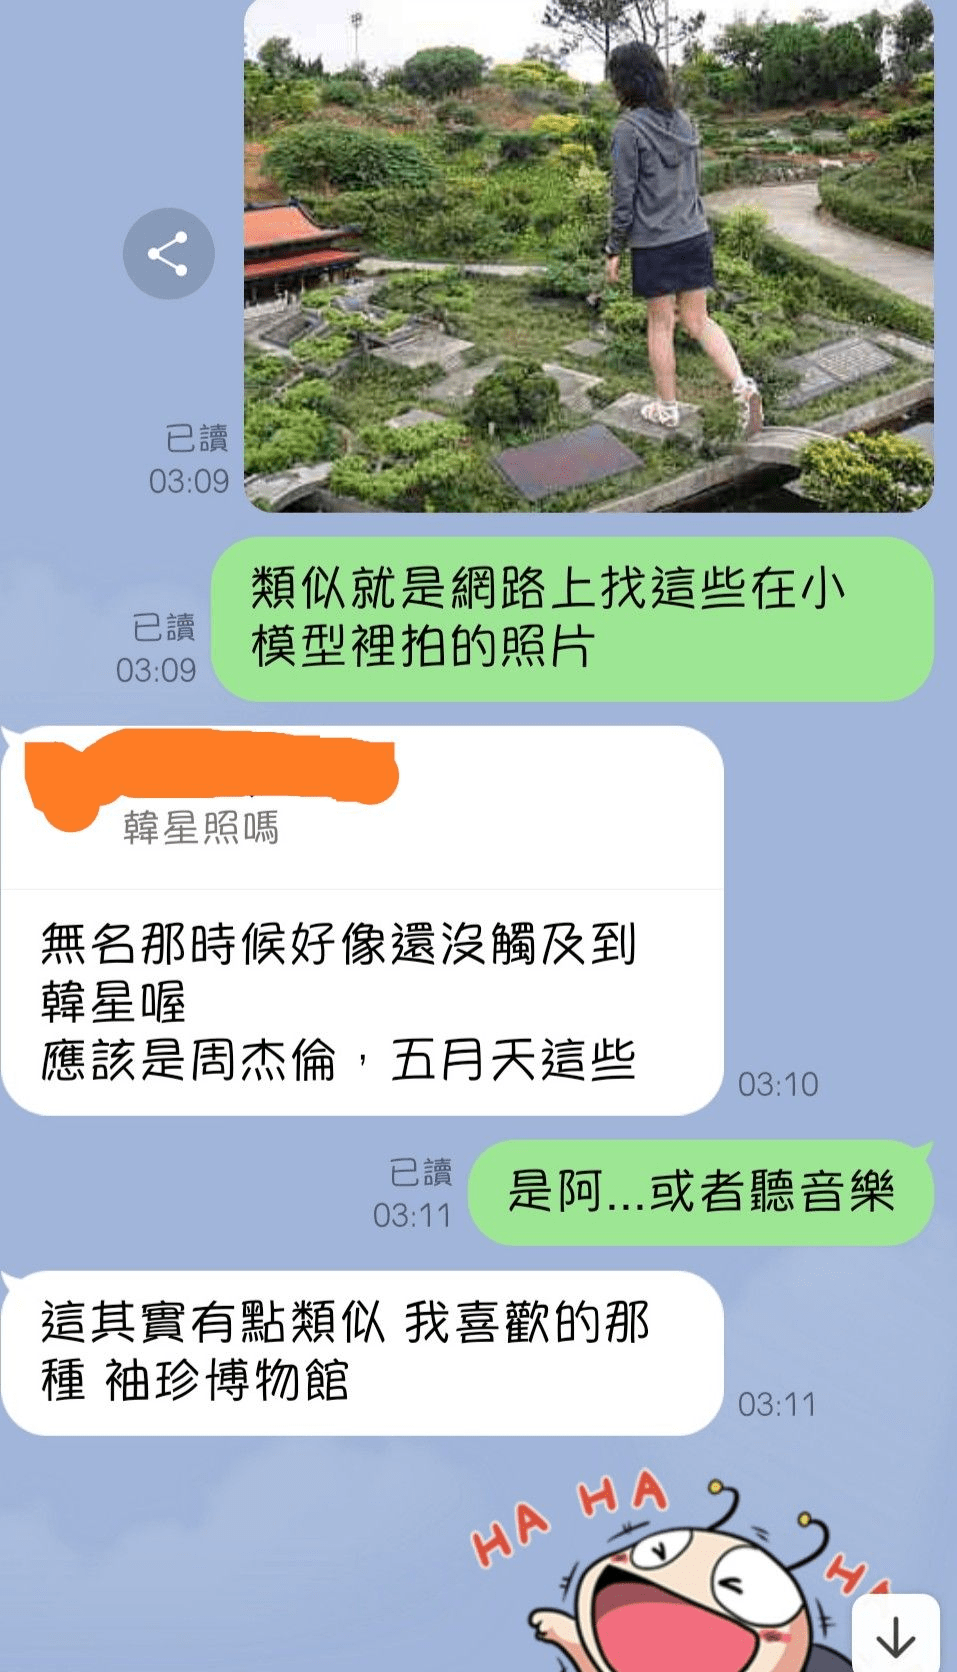 已讀
03:09
類似就是網路上找這些在小
模型裡拍的照片
已讀
03:09
韓星照嗎
無名那時候好像還沒觸及到
韓星喔
應該是周杰倫，五月天這些
03:10
已讀
03:11
是阿...或者聽音樂
這其實有點類似 我喜歡的那
種 袖珍博物館
03:11
HA HA
HA